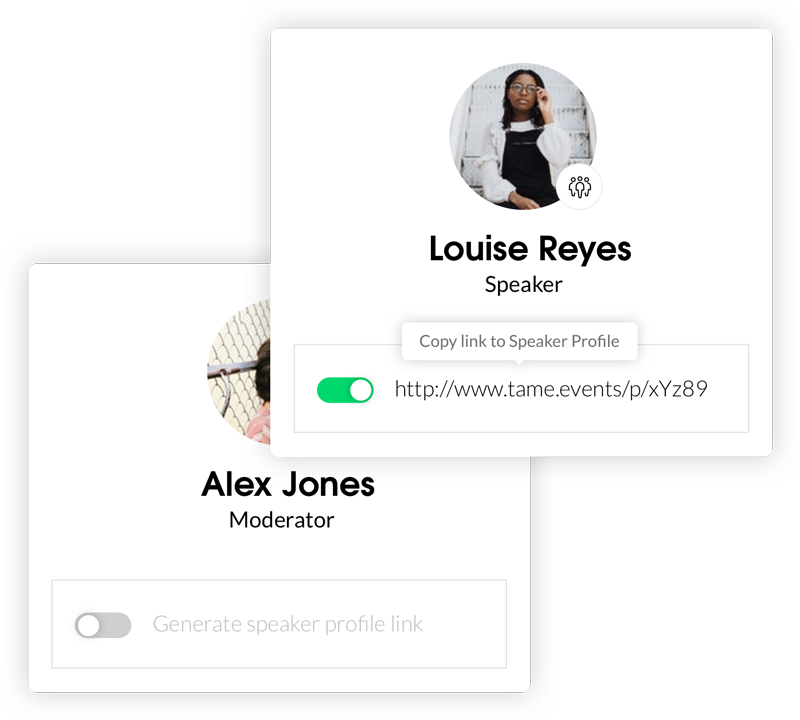 Louise Reyes
Speaker
Copy link to Speaker Profile
http://www.tame.events/p/xYz89
Alex Jones
Moderator
Generate speaker profile link